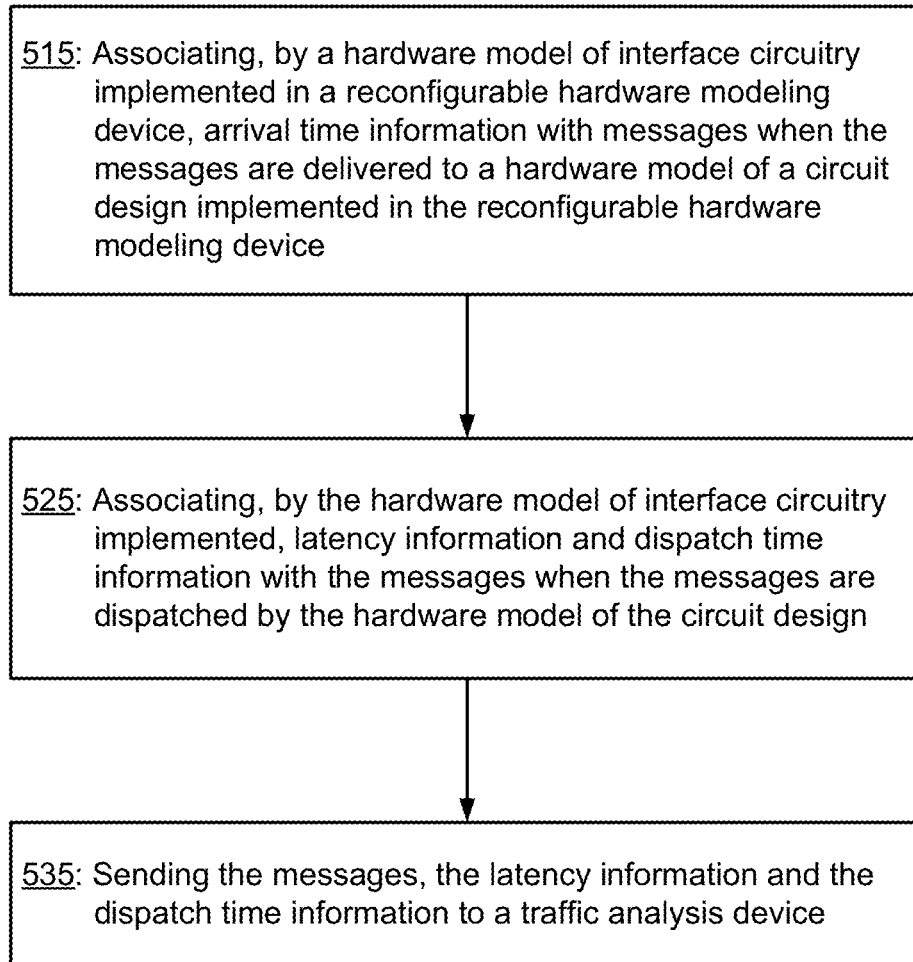 515: Associating, by a hardware model of interface circuitry
implemented in a reconfigurable hardware modeling
device, arrival time information with messages when the
messages are delivered to a hardware model of a circuit
design implemented in the reconfigurable hardware
modeling device
525: Associating, by the hardware model of interface circuitry
implemented, latency information and dispatch time
information with the messages when the messages are
dispatched by the hardware model of the circuit design
535: Sending the messages, the latency information and the
dispatch time information to a traffic analysis device